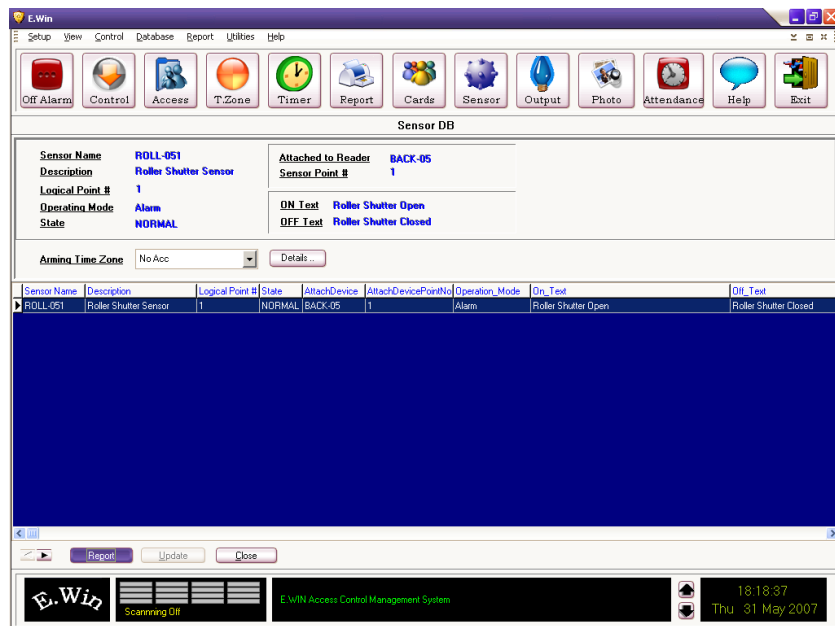 E.Win
Setup View Control Database Report Utilities Help
Off Alarm Control Access T.Zone Timer Report Cards Sensor Output Photo Attendance Help Exit
Sensor DB
Sensor Name ROLL-051
Description Roller Shutter Sensor
Logical Point # 1
Operating Mode Alarm
State NORMAL
Attached to Reader BACK-05
Sensor Point # 1
ON Text Roller Shutter Open
OFF Text Roller Shutter Closed
Arming Time Zone No Acc Details ..
Sensor Name Description Logical Point # State AttachDevice AttachDevicePointNo Operation_Mode On_Text Off_Text
ROLL-051 Roller Shutter Sensor 1 NORMAL BACK-05 1 Alarm Roller Shutter Open Roller Shutter Closed
Report Update Close
E.Win
Scannning Off
E.WIN Access Control Management System
18:18:37
Thu 31 May 2007